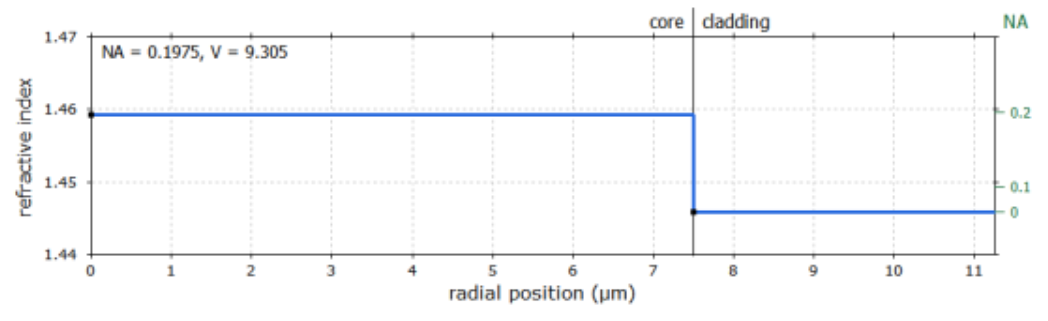 core cladding NA
1.47
NA = 0.1975, V = 9.305
1.46
0.2
refractive index
1.45
0.1
0
1.44
0 1 2 3 4 5 6 7 8 9 10 11
radial position (µm)